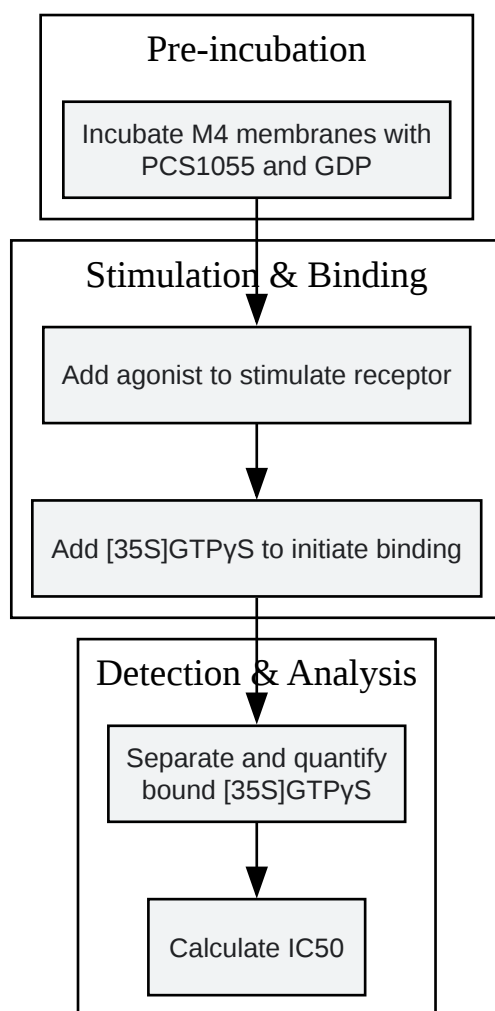 Pre-incubation
Incubate M4 membranes with
PCS1055 and GDP
Stimulation & Binding
Add agonist to stimulate receptor
Add [35S]GTPγS to initiate binding
Detection & Analysis
Separate and quantify
bound [35S]GTPγS
Calculate IC50